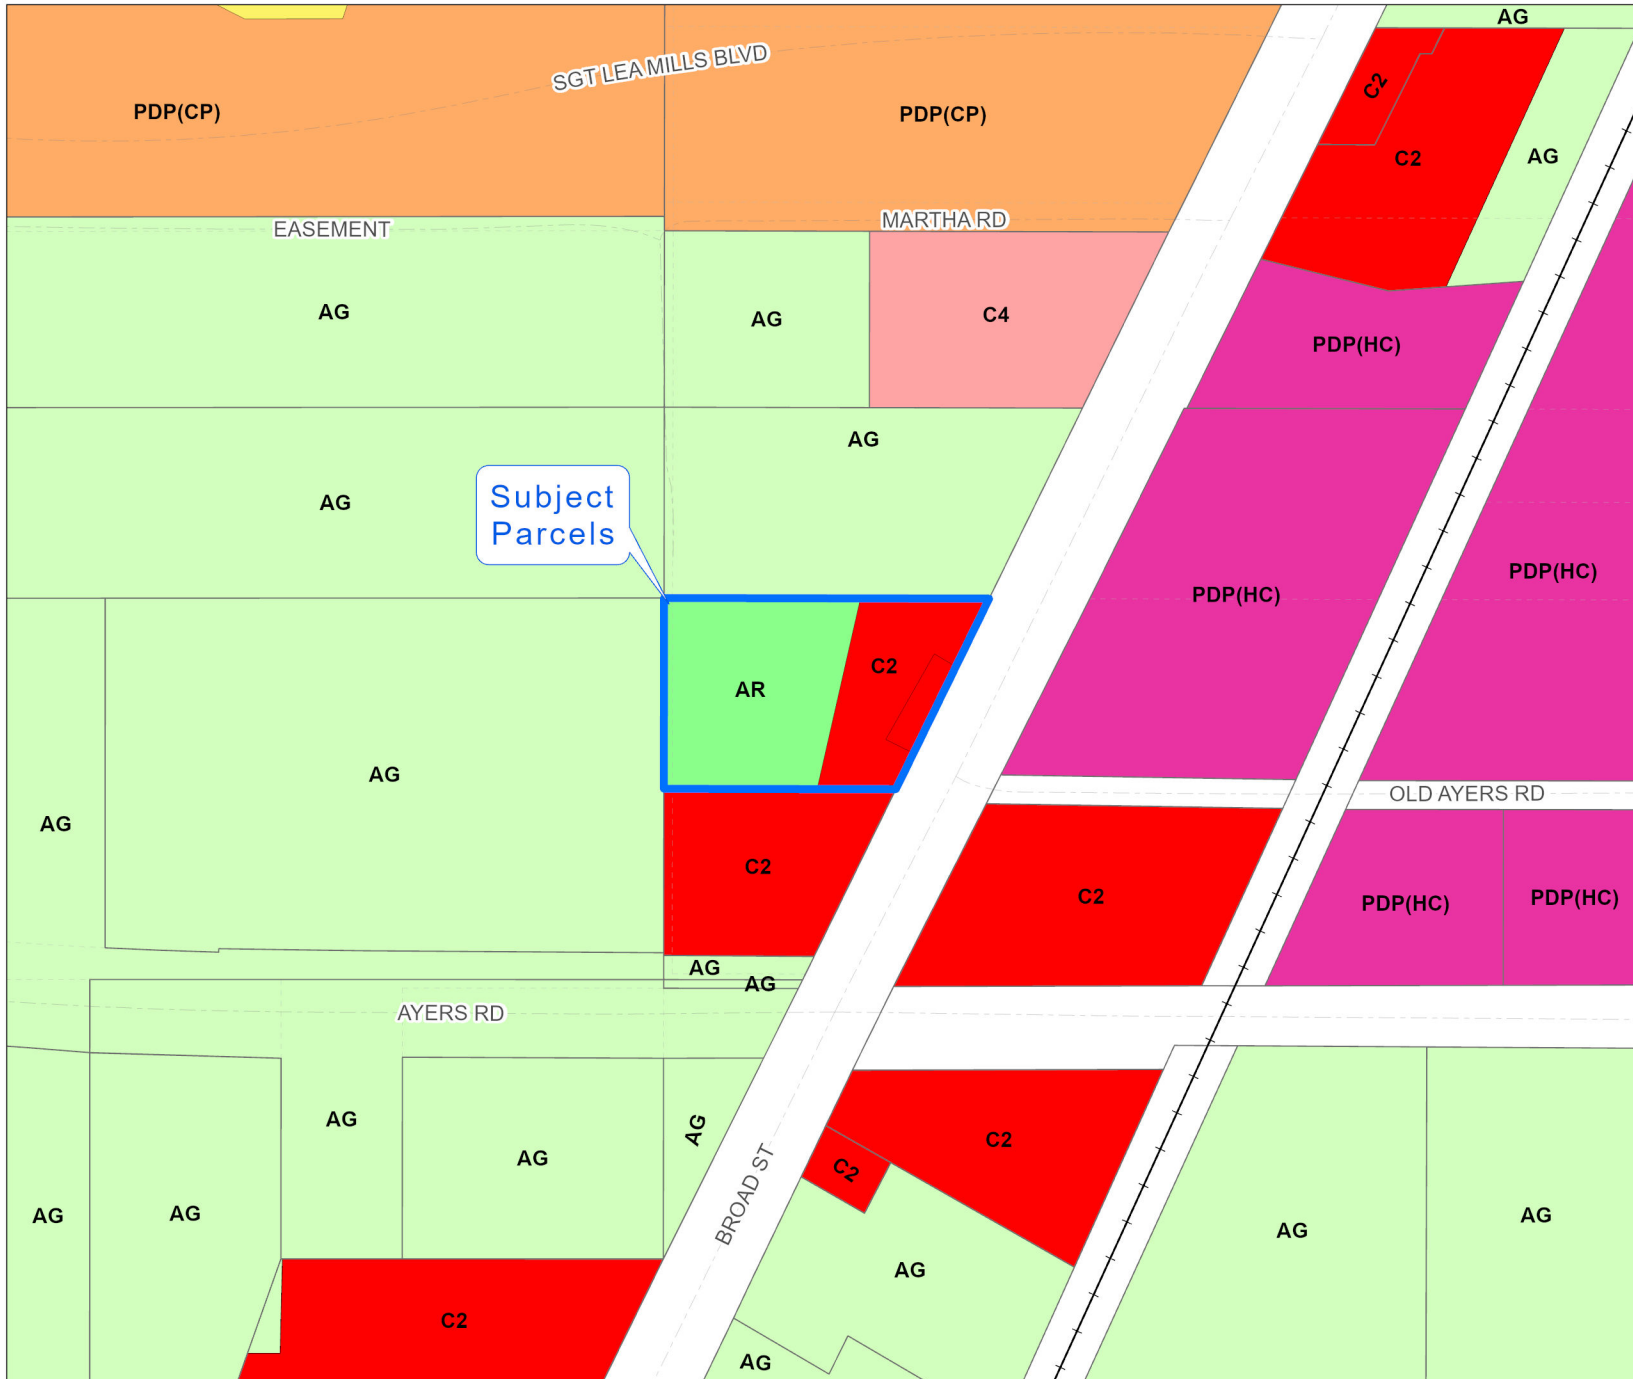 AG
SGT LEA MILLS BLVD
C2
PDP(CP)
PDP(CP)
C2
AG
MARTHA RD
EASEMENT
AG
C4
AG
PDP(HC)
AG
Subject
Parcels
AG
PDP(HC)
PDP(HC)
C2
AR
AG
OLD AYERS RD
AG
C2
C2
PDP(HC)
PDP(HC)
AG
AG
AYERS RD
AG
AG
C2
AG
C2
BROAD ST
AG
AG
AG
AG
AG
C2
AG